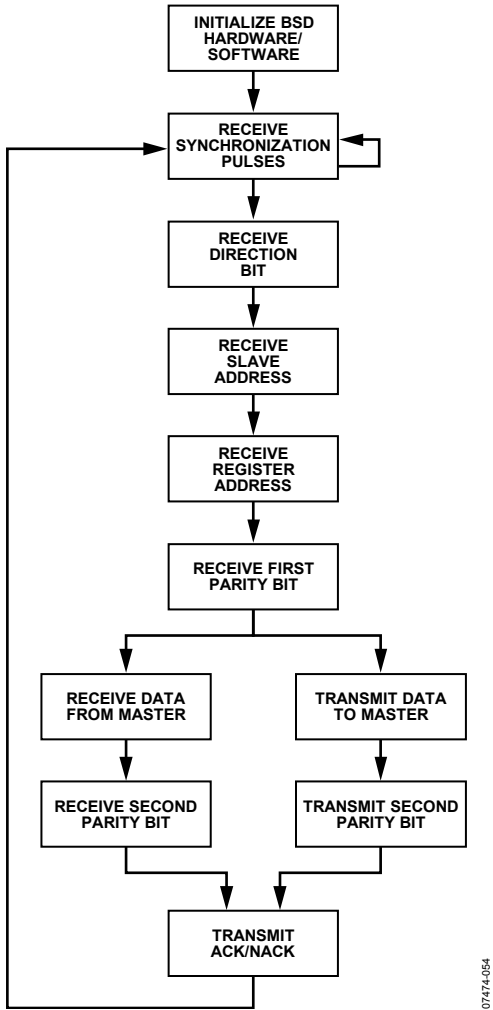 INITIALIZE BSD
HARDWARE/
SOFTWARE
RECEIVE
SYNCHRONIZATION
PULSES
RECEIVE
DIRECTION
BIT
RECEIVE
SLAVE
ADDRESS
RECEIVE
REGISTER
ADDRESS
RECEIVE FIRST
PARITY BIT
RECEIVE DATA
FROM MASTER
TRANSMIT DATA
TO MASTER
RECEIVE SECOND
PARITY BIT
TRANSMIT SECOND
PARITY BIT
TRANSMIT
ACK/NACK
07474-054